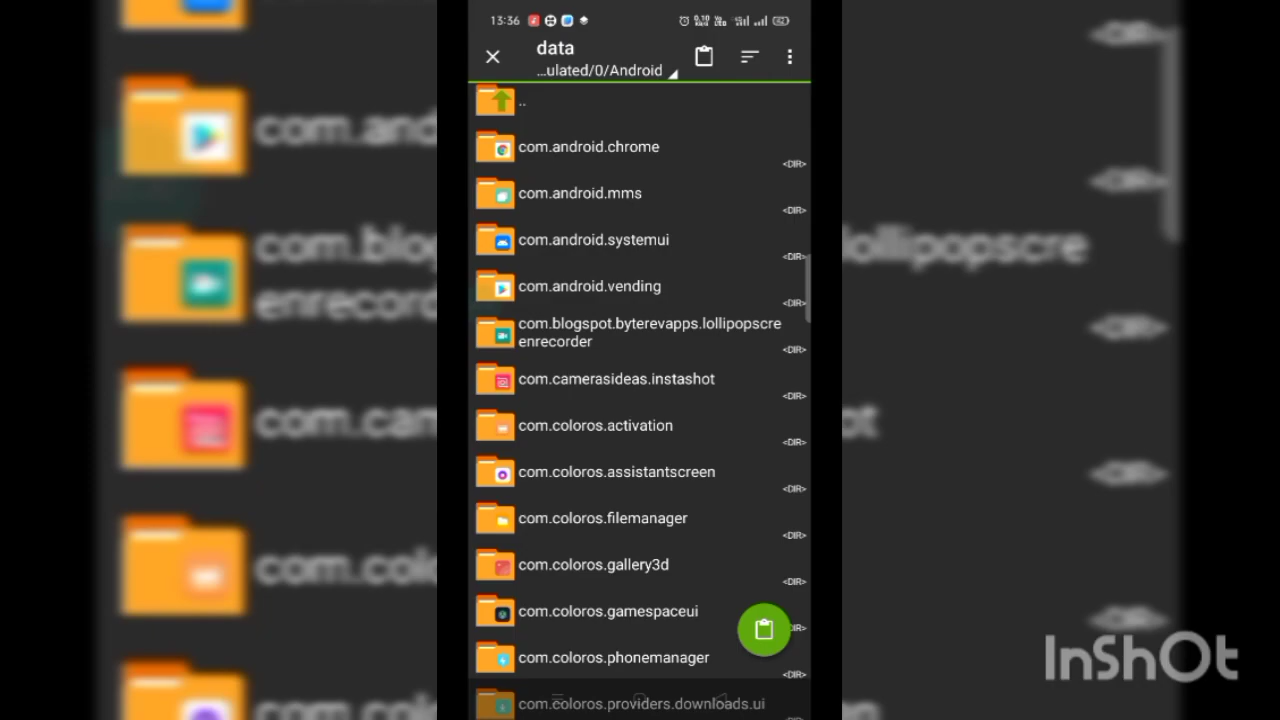 13:36
data
...ulated/0/Android
..
com.android.chrome
<DIR>
com.android.mms
<DIR>
com.android.systemui
<DIR>
com.android.vending
<DIR>
com.blogspot.byterevapps.lollipopscre
enrecorder
<DIR>
com.camerasideas.instashot
<DIR>
com.coloros.activation
<DIR>
com.coloros.assistantscreen
<DIR>
com.coloros.filemanager
<DIR>
com.coloros.gallery3d
<DIR>
com.coloros.gamespaceui
com.coloros.phonemanager
<DIR>
com.coloros.providers.downloads.ui
InShOt